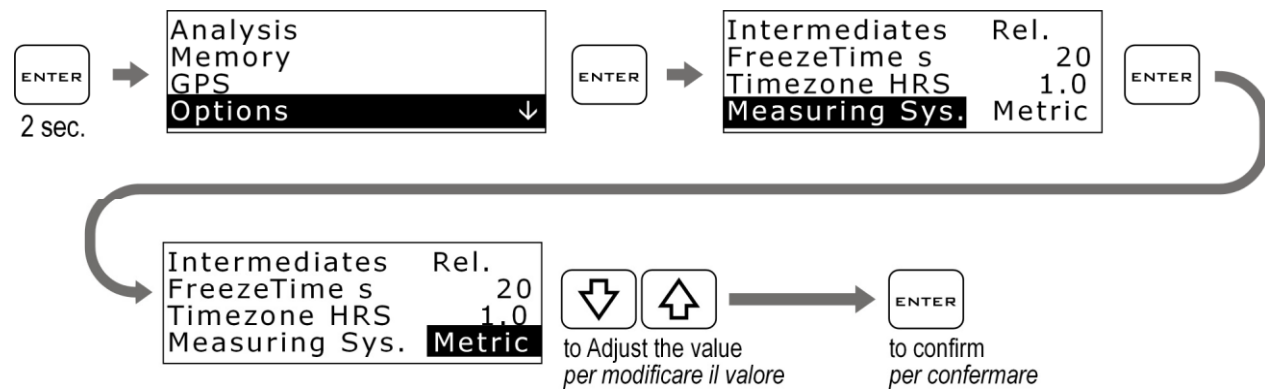 ENTER
2 sec.
Analysis
Memory
GPS
Options ↓
ENTER
Intermediates Rel.
FreezeTime s 20
Timezone HRS 1.0
Measuring Sys. Metric
ENTER
Intermediates Rel.
FreezeTime s 20
Timezone HRS 1.0
Measuring Sys. Metric
to Adjust the value
per modificare il valore
ENTER
to confirm
per confermare